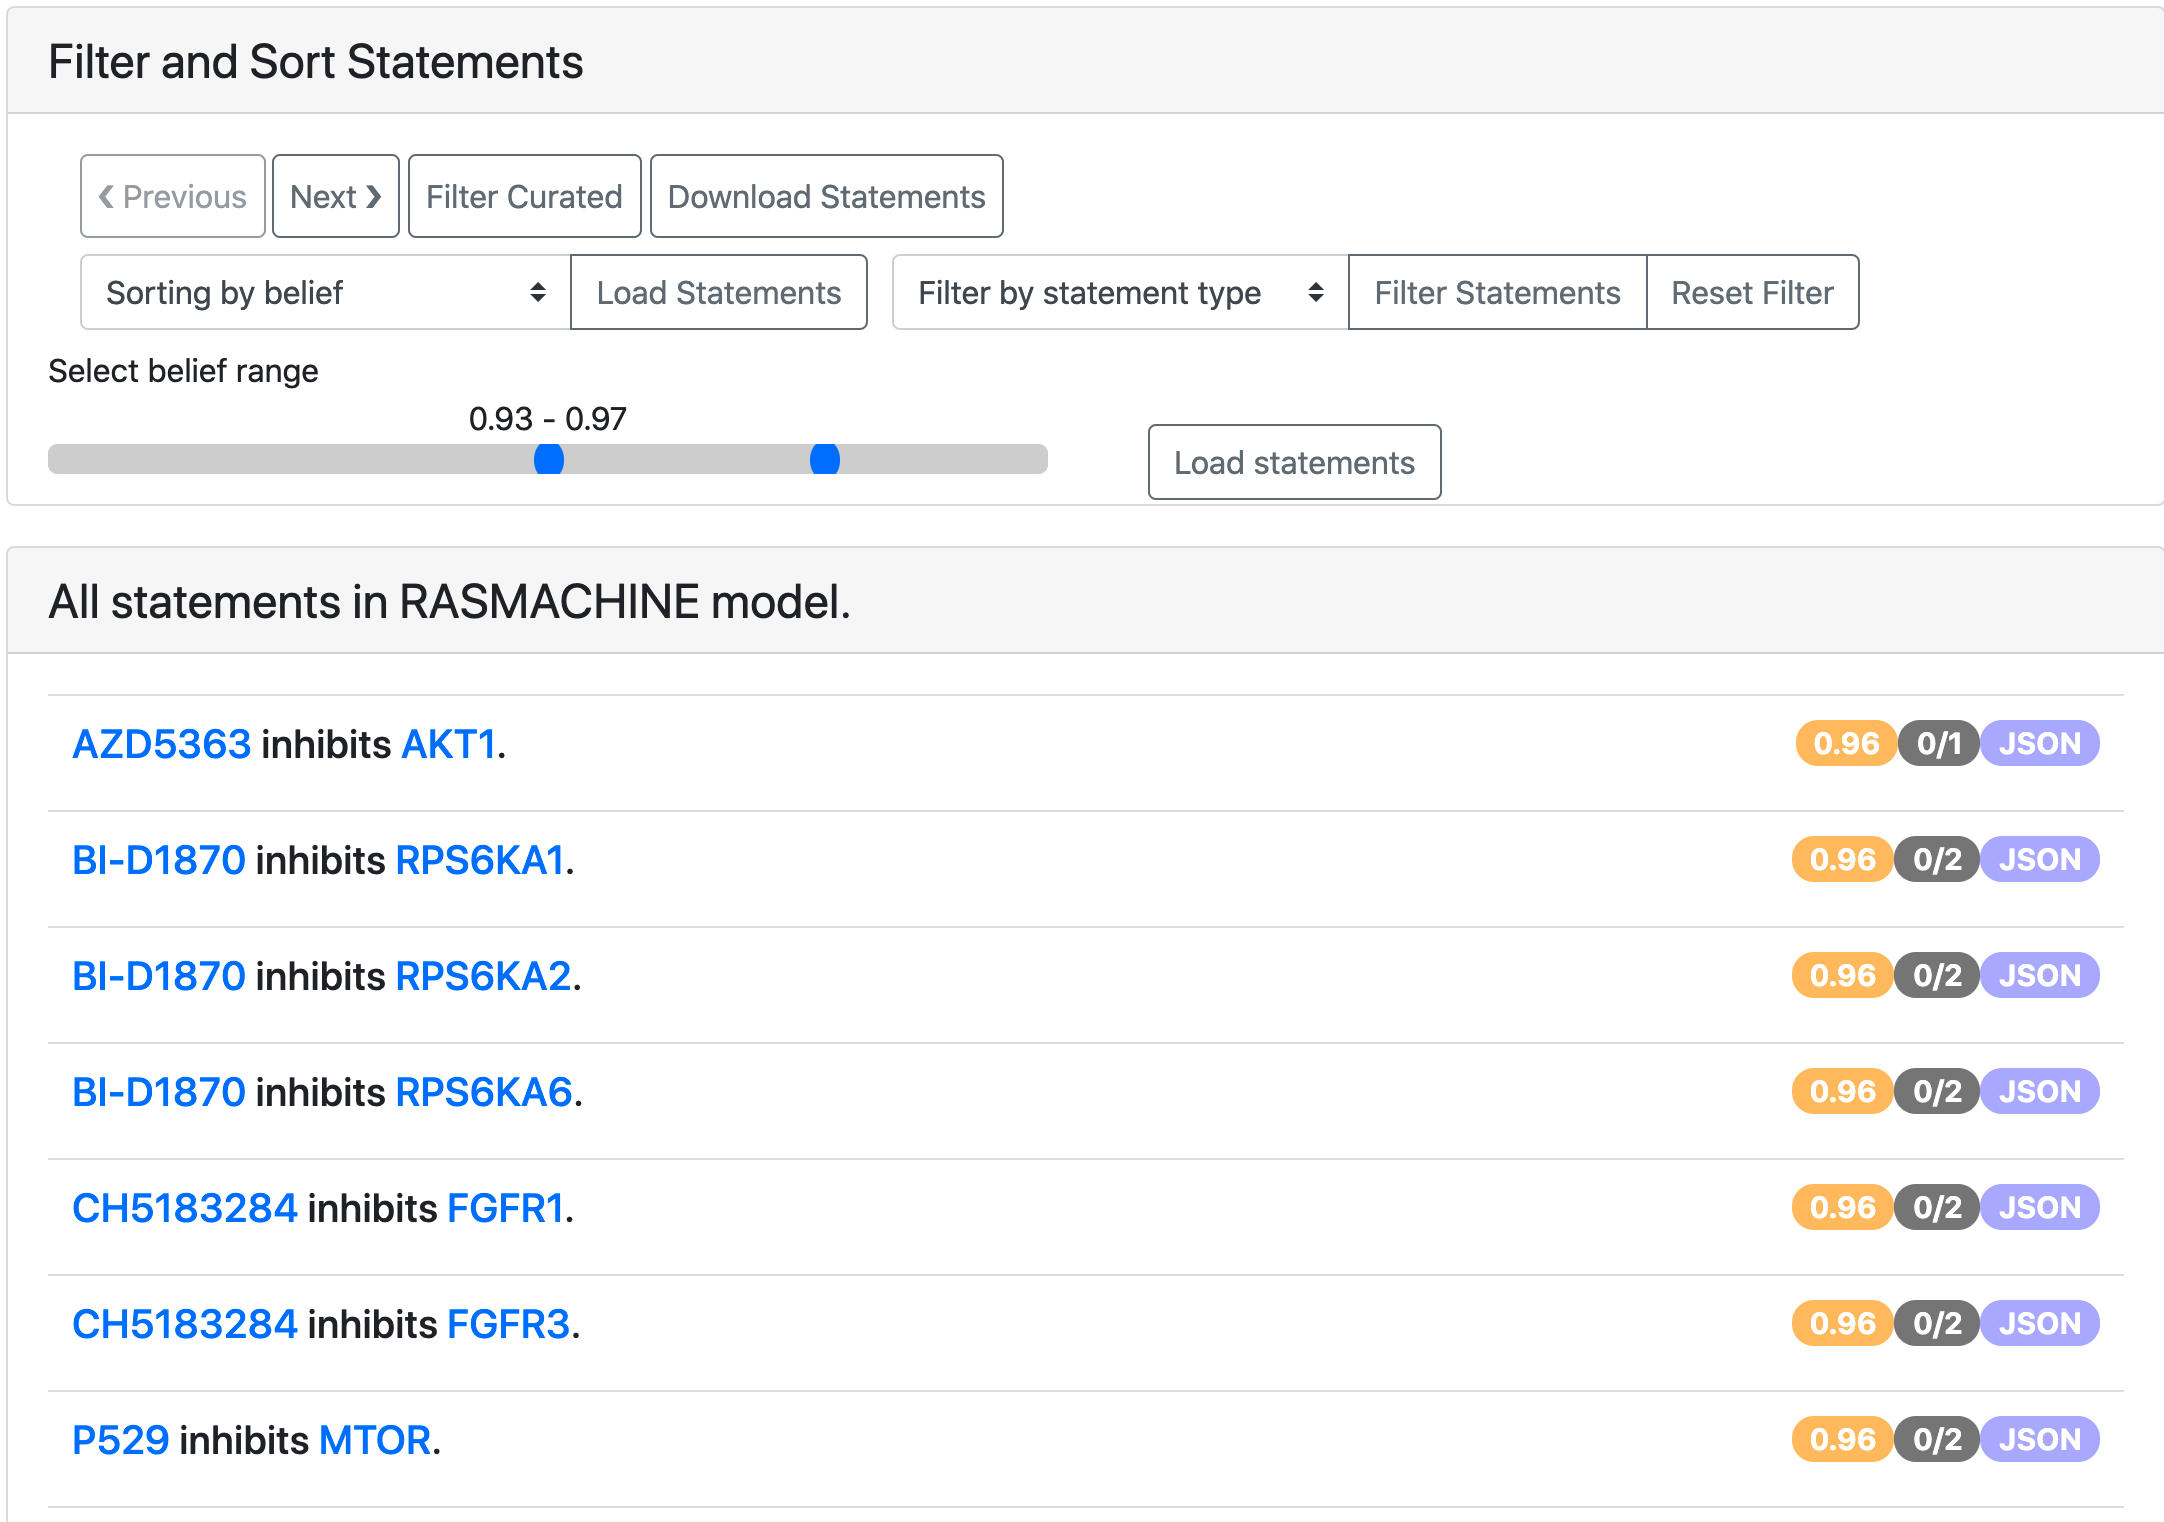 Filter and Sort Statements
❮ Previous Next ❯ Filter Curated Download Statements
Sorting by belief Load Statements Filter by statement type Filter Statements Reset Filter
Select belief range
0.93 - 0.97
Load statements
All statements in RASMACHINE model.
AZD5363 inhibits AKT1. 0.96 0/1 JSON
BI-D1870 inhibits RPS6KA1. 0.96 0/2 JSON
BI-D1870 inhibits RPS6KA2. 0.96 0/2 JSON
BI-D1870 inhibits RPS6KA6. 0.96 0/2 JSON
CH5183284 inhibits FGFR1. 0.96 0/2 JSON
CH5183284 inhibits FGFR3. 0.96 0/2 JSON
P529 inhibits MTOR. 0.96 0/2 JSON